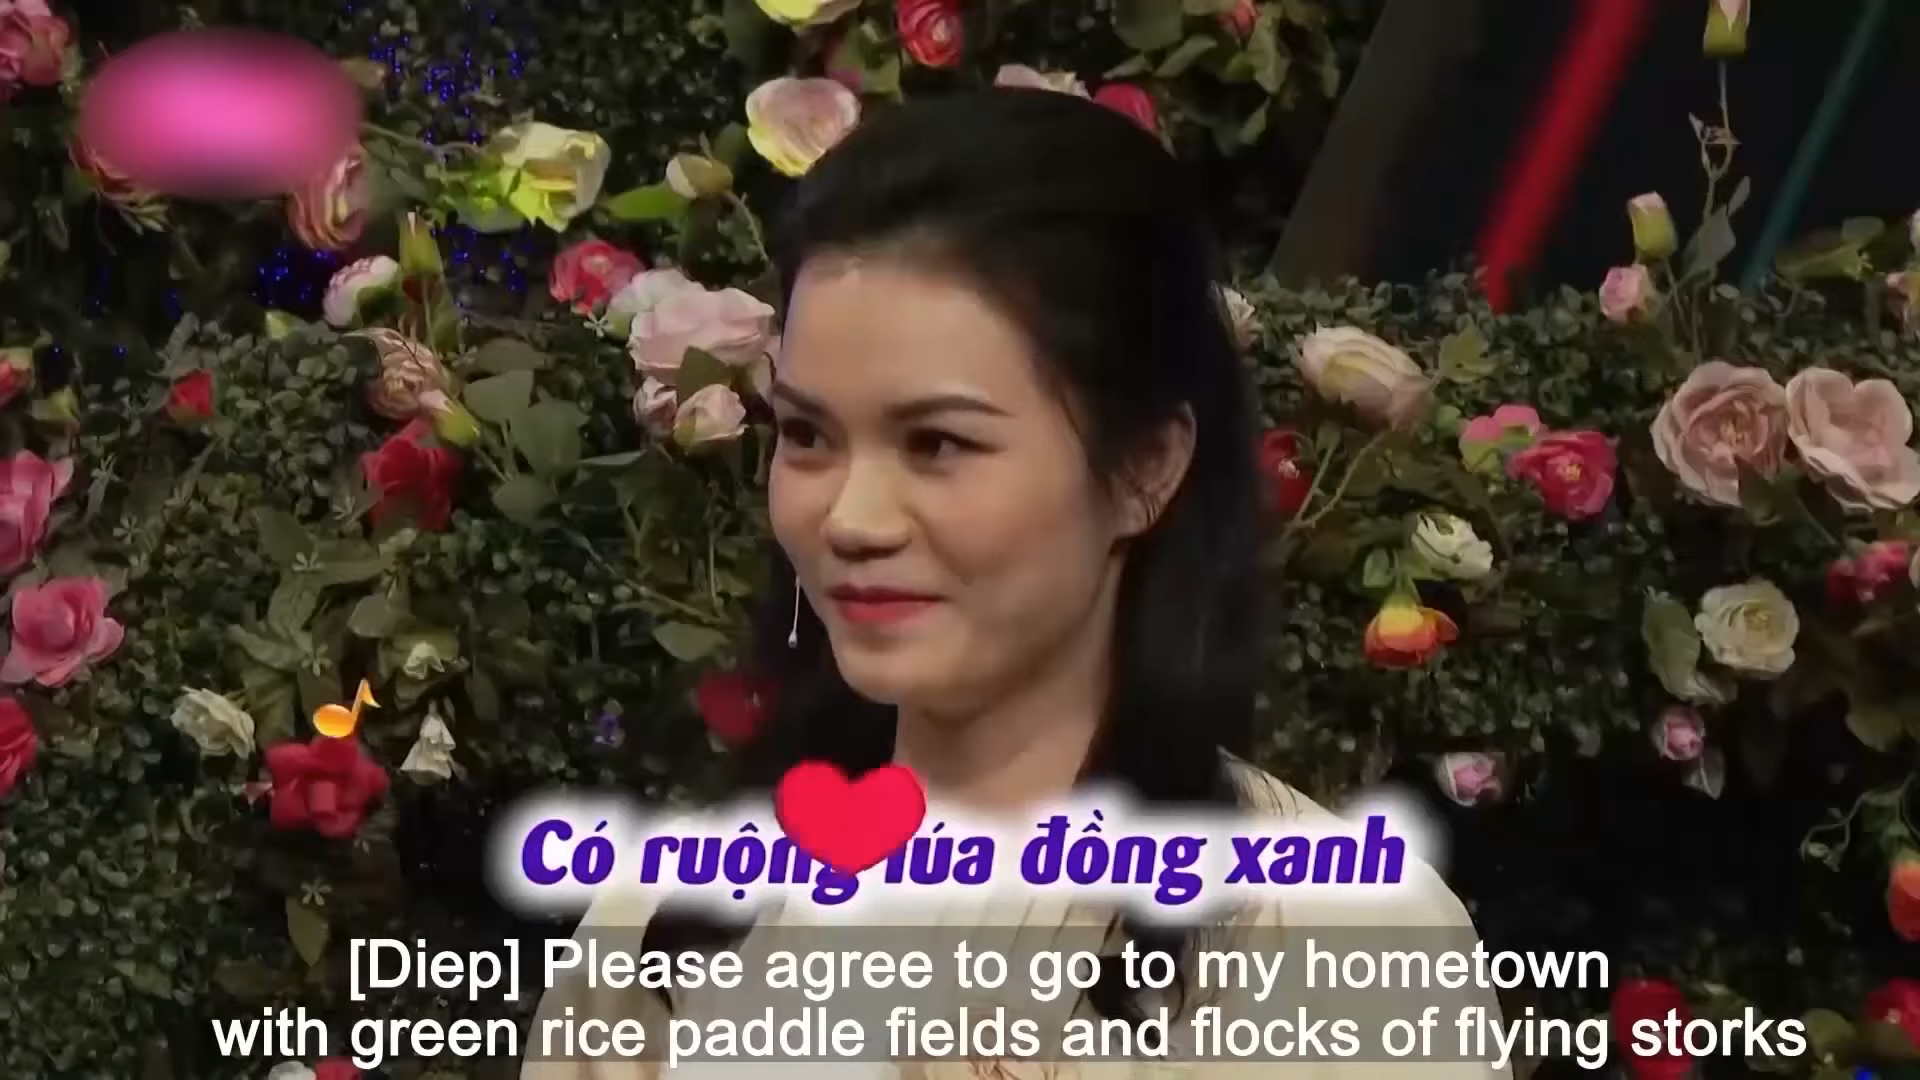 Có ruộng lúa đồng xanh
[Diep] Please agree to go to my hometown
with green rice paddle fields and flocks of flying storks